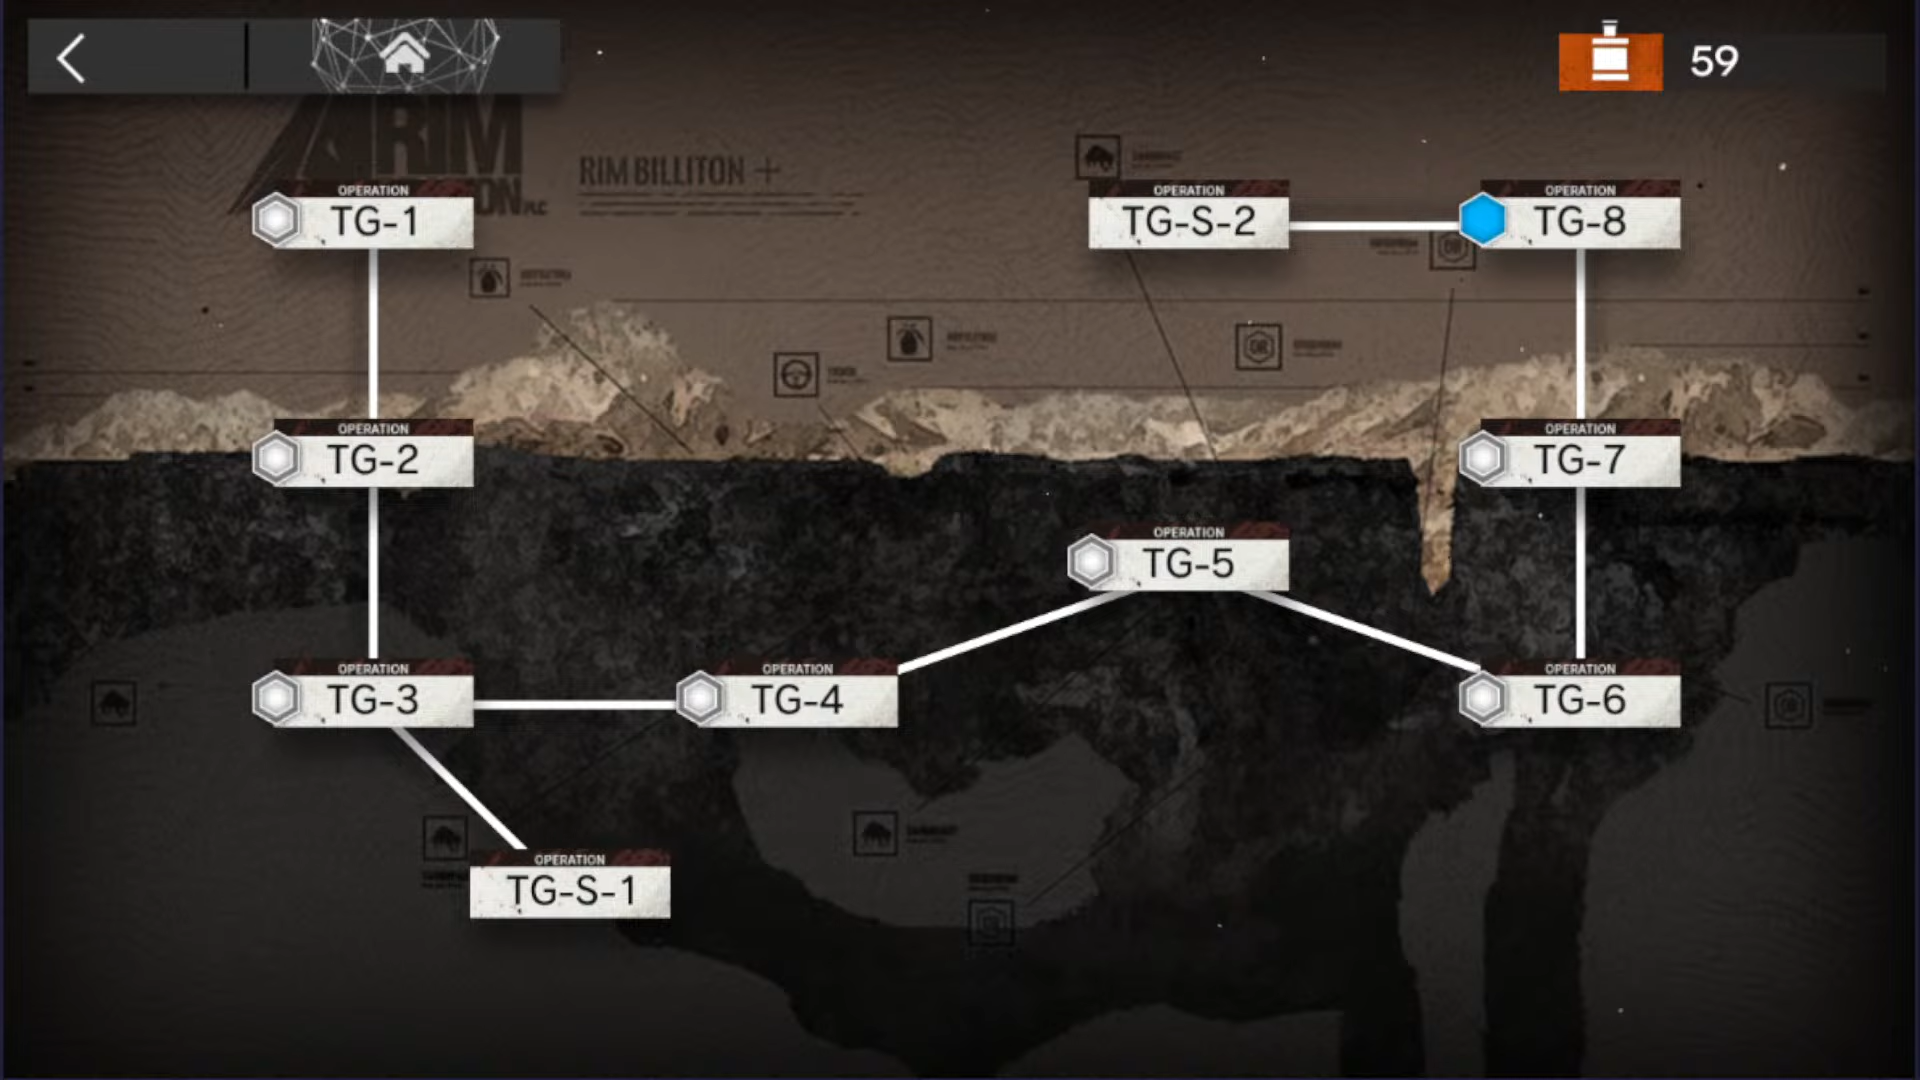 59
RIM
RIM BILLITON +
OPERATION
TG-1
OPERATION
TG-S-2
OPERATION
TG-8
OPERATION
TG-2
OPERATION
TG-7
OPERATION
TG-5
OPERATION
TG-3
OPERATION
TG-4
OPERATION
TG-6
OPERATION
TG-S-1